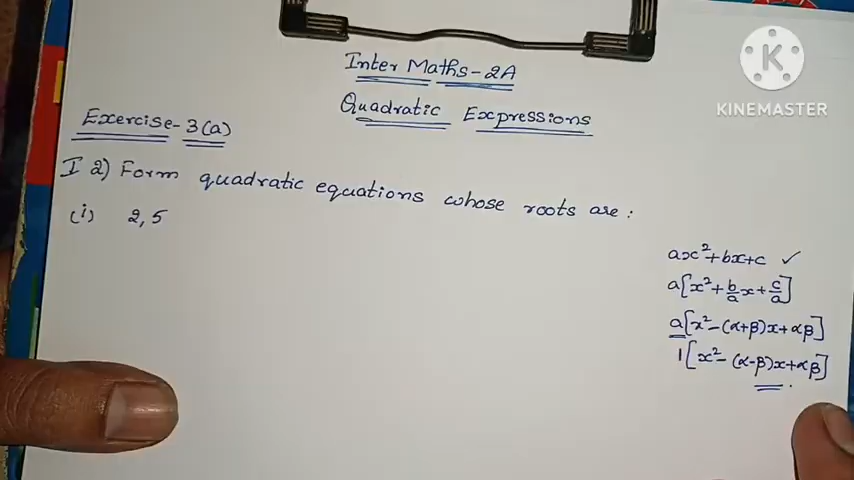 Inter Maths-2A
Quadratic Expressions
KINEMASTER
Exercise-3(a)
I 2) Form quadratic equations whose roots are:
(i) 2,5
ax²+bx+c ✓
a[x²+b/a x+c/a]
a[x²-(α+β)x+αβ]
1[x²-(α-β)x+αβ]